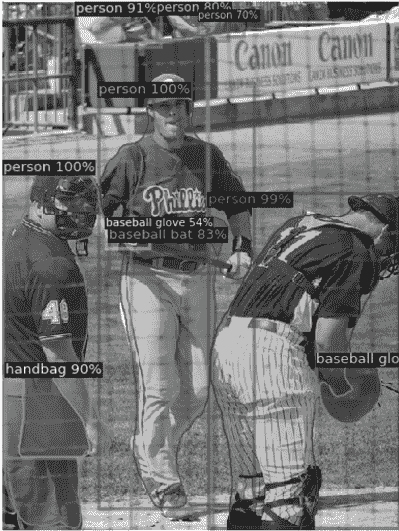 person 91%
person 80%
person 70%
Canon Canon
person 100%
person 100%
Phillies
person 99%
baseball glove 54%
baseball bat 83%
handbag 90%
baseball glo